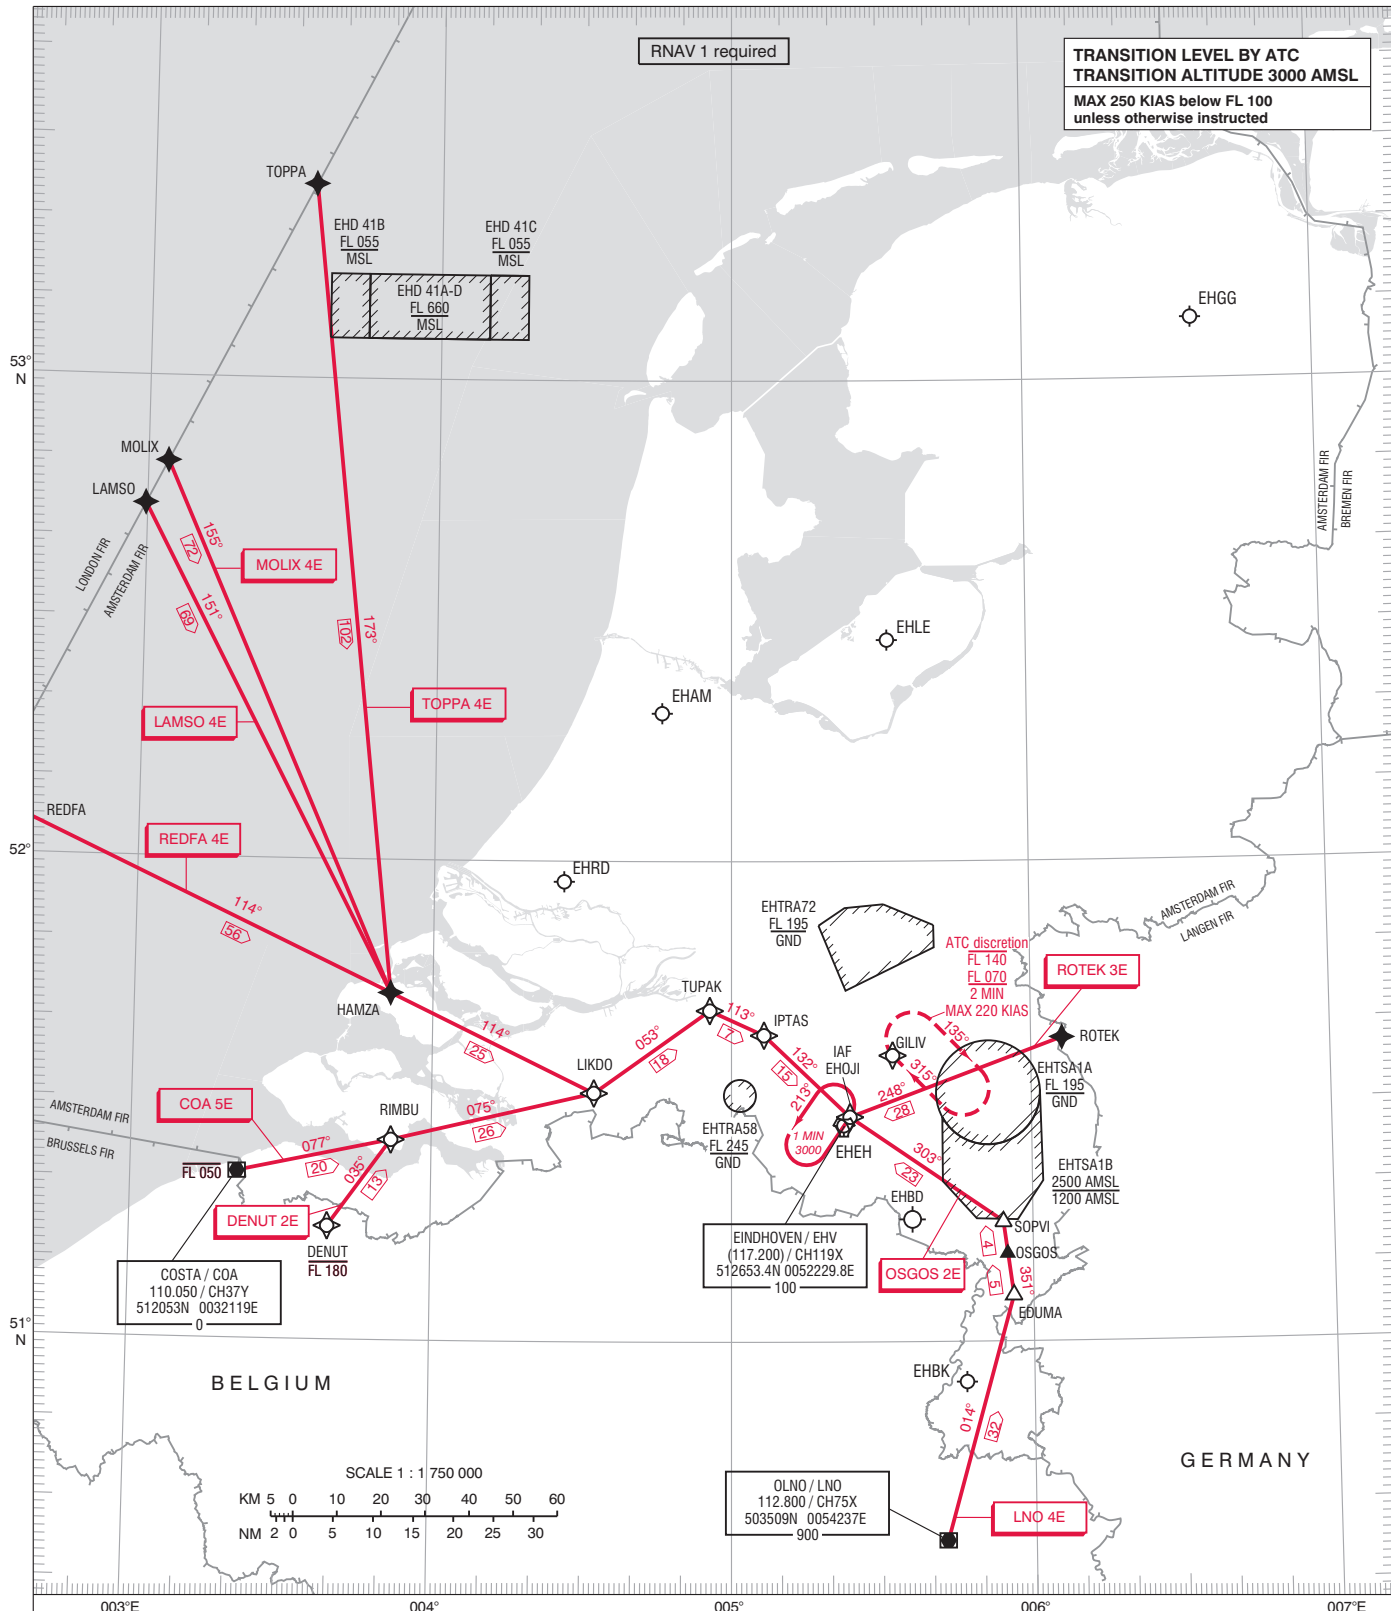 RNAV 1 required
TRANSITION LEVEL BY ATC
TRANSITION ALTITUDE 3000 AMSL
MAX 250 KIAS below FL 100
unless otherwise instructed
TOPPA
EHD 41B
FL 055
MSL
EHD 41C
FL 055
MSL
EHD 41A-D
FL 660
MSL
EHGG
53°
N
MOLIX
LAMSO
LONDON FIR
AMSTERDAM FIR
AMSTERDAM FIR
BREMEN FIR
155°
72
MOLIX 4E
151°
69
173°
102
EHLE
LAMSO 4E
TOPPA 4E
EHAM
REDFA
REDFA 4E
52°
N
EHRD
114°
56
EHTRA72
FL 195
GND
AMSTERDAM FIR
LANGEN FIR
ATC discretion
FL 140
FL 070
2 MIN
MAX 220 KIAS
ROTEK 3E
HAMZA
TUPAK
113°
7
IPTAS
135°
ROTEK
114°
25
053°
18
132°
15
IAF
EHOJI
GILIV
315°
EHTSA1A
FL 195
GND
LIKDO
213°
248°
28
COA 5E
RIMBU
075°
26
AMSTERDAM FIR
BRUSSELS FIR
077°
20
EHTRA58
FL 245
GND
1 MIN
3000
EHEH
303°
23
FL 050
035°
13
EHTSA1B
2500 AMSL
1200 AMSL
DENUT 2E
DENUT
FL 180
EHBD
SOPVI
4
OSGOS
EINDHOVEN / EHV
(117.200) / CH119X
512653.4N 0052229.8E
100
OSGOS 2E
5
351°
EDUMA
COSTA / COA
110.050 / CH37Y
512053N 0032119E
0
51°
N
BELGIUM
EHBK
014°
32
GERMANY
SCALE 1 : 1 750 000
KM 5 0 10 20 30 40 50 60
NM 2 0 5 10 15 20 25 30
OLNO / LNO
112.800 / CH75X
503509N 0054237E
900
LNO 4E
003°E 004° 005° 006° 007°E